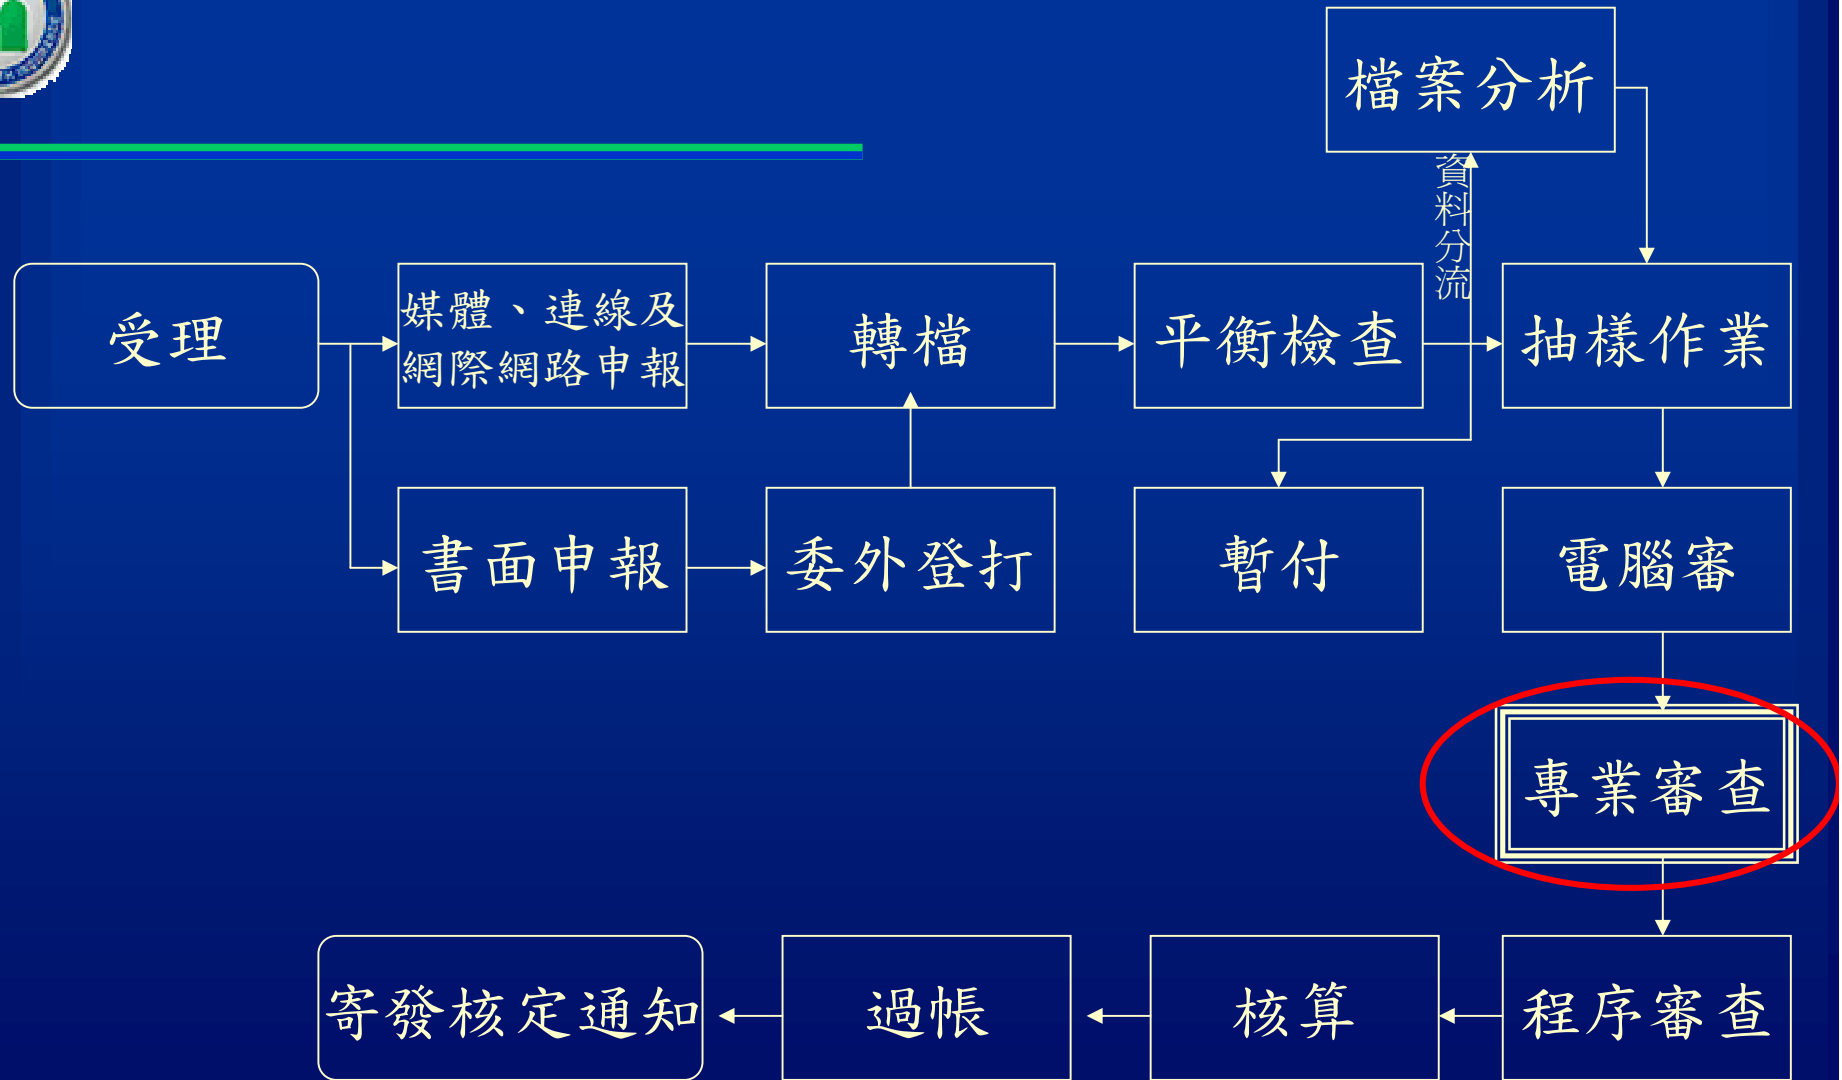 檔案分析
資料分流
受理
媒體、連線及
網際網路申報
轉檔
平衡檢查
抽樣作業
書面申報
委外登打
暫付
電腦審
專業審查
寄發核定通知
過帳
核算
程序審查